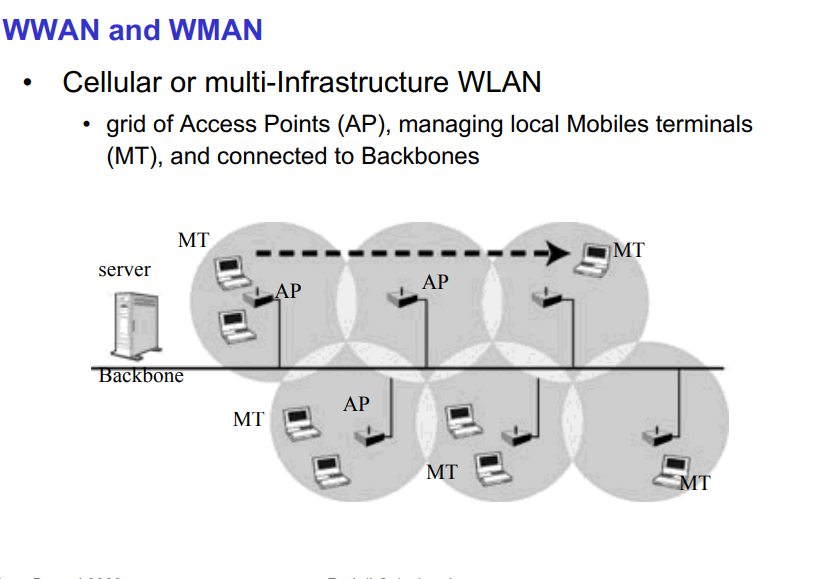 WWAN and WMAN
• Cellular or multi-Infrastructure WLAN
• grid of Access Points (AP), managing local Mobiles terminals
(MT), and connected to Backbones
MT
MT
server
AP
AP
Backbone
AP
MT
MT
MT